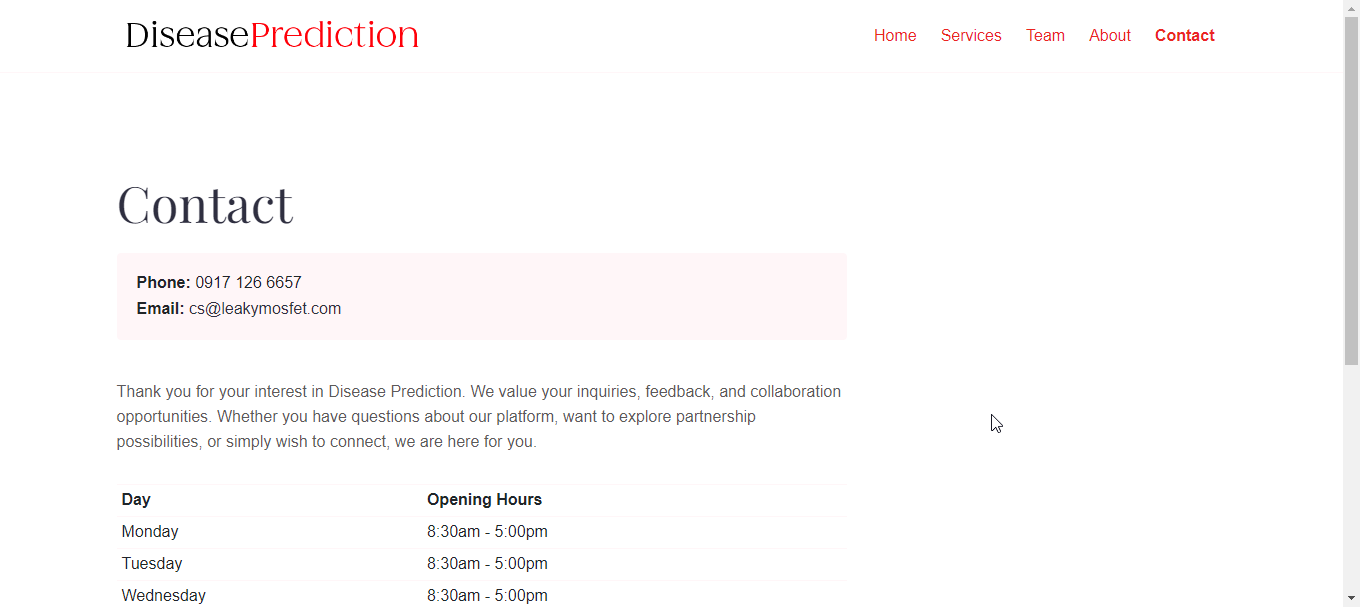 DiseasePrediction
Home Services Team About Contact
Contact
Phone: 0917 126 6657
Email: cs@leakymosfet.com
Thank you for your interest in Disease Prediction. We value your inquiries, feedback, and collaboration
opportunities. Whether you have questions about our platform, want to explore partnership
possibilities, or simply wish to connect, we are here for you.
Day Opening Hours
Monday 8:30am - 5:00pm
Tuesday 8:30am - 5:00pm
Wednesday 8:30am - 5:00pm